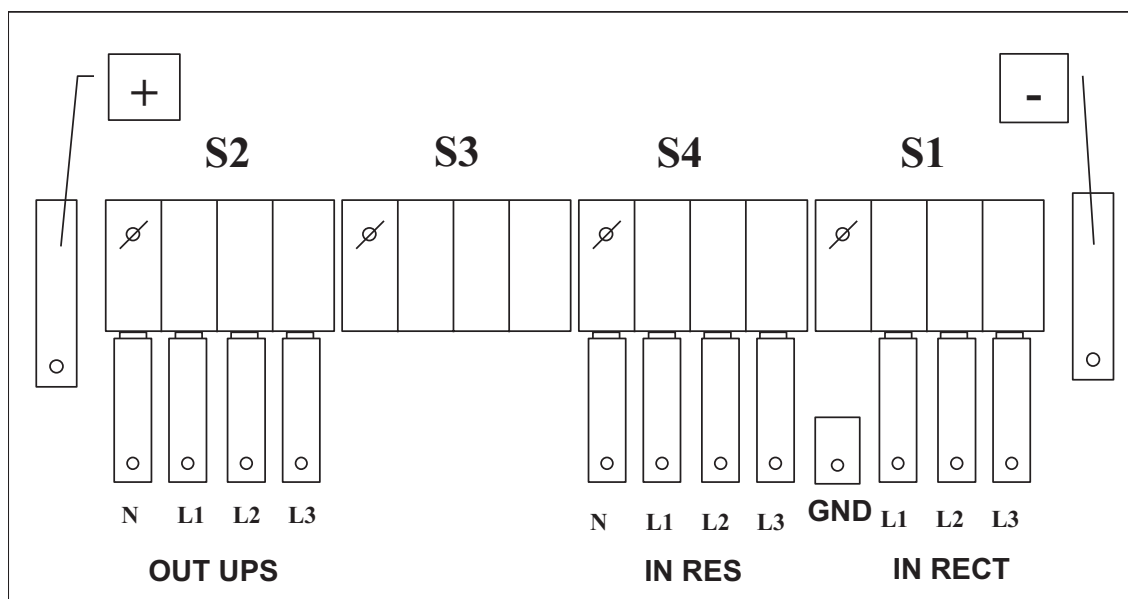 + -
S2 S3 S4 S1
N L1 L2 L3 N L1 L2 L3 GND L1 L2 L3
OUT UPS IN RES IN RECT